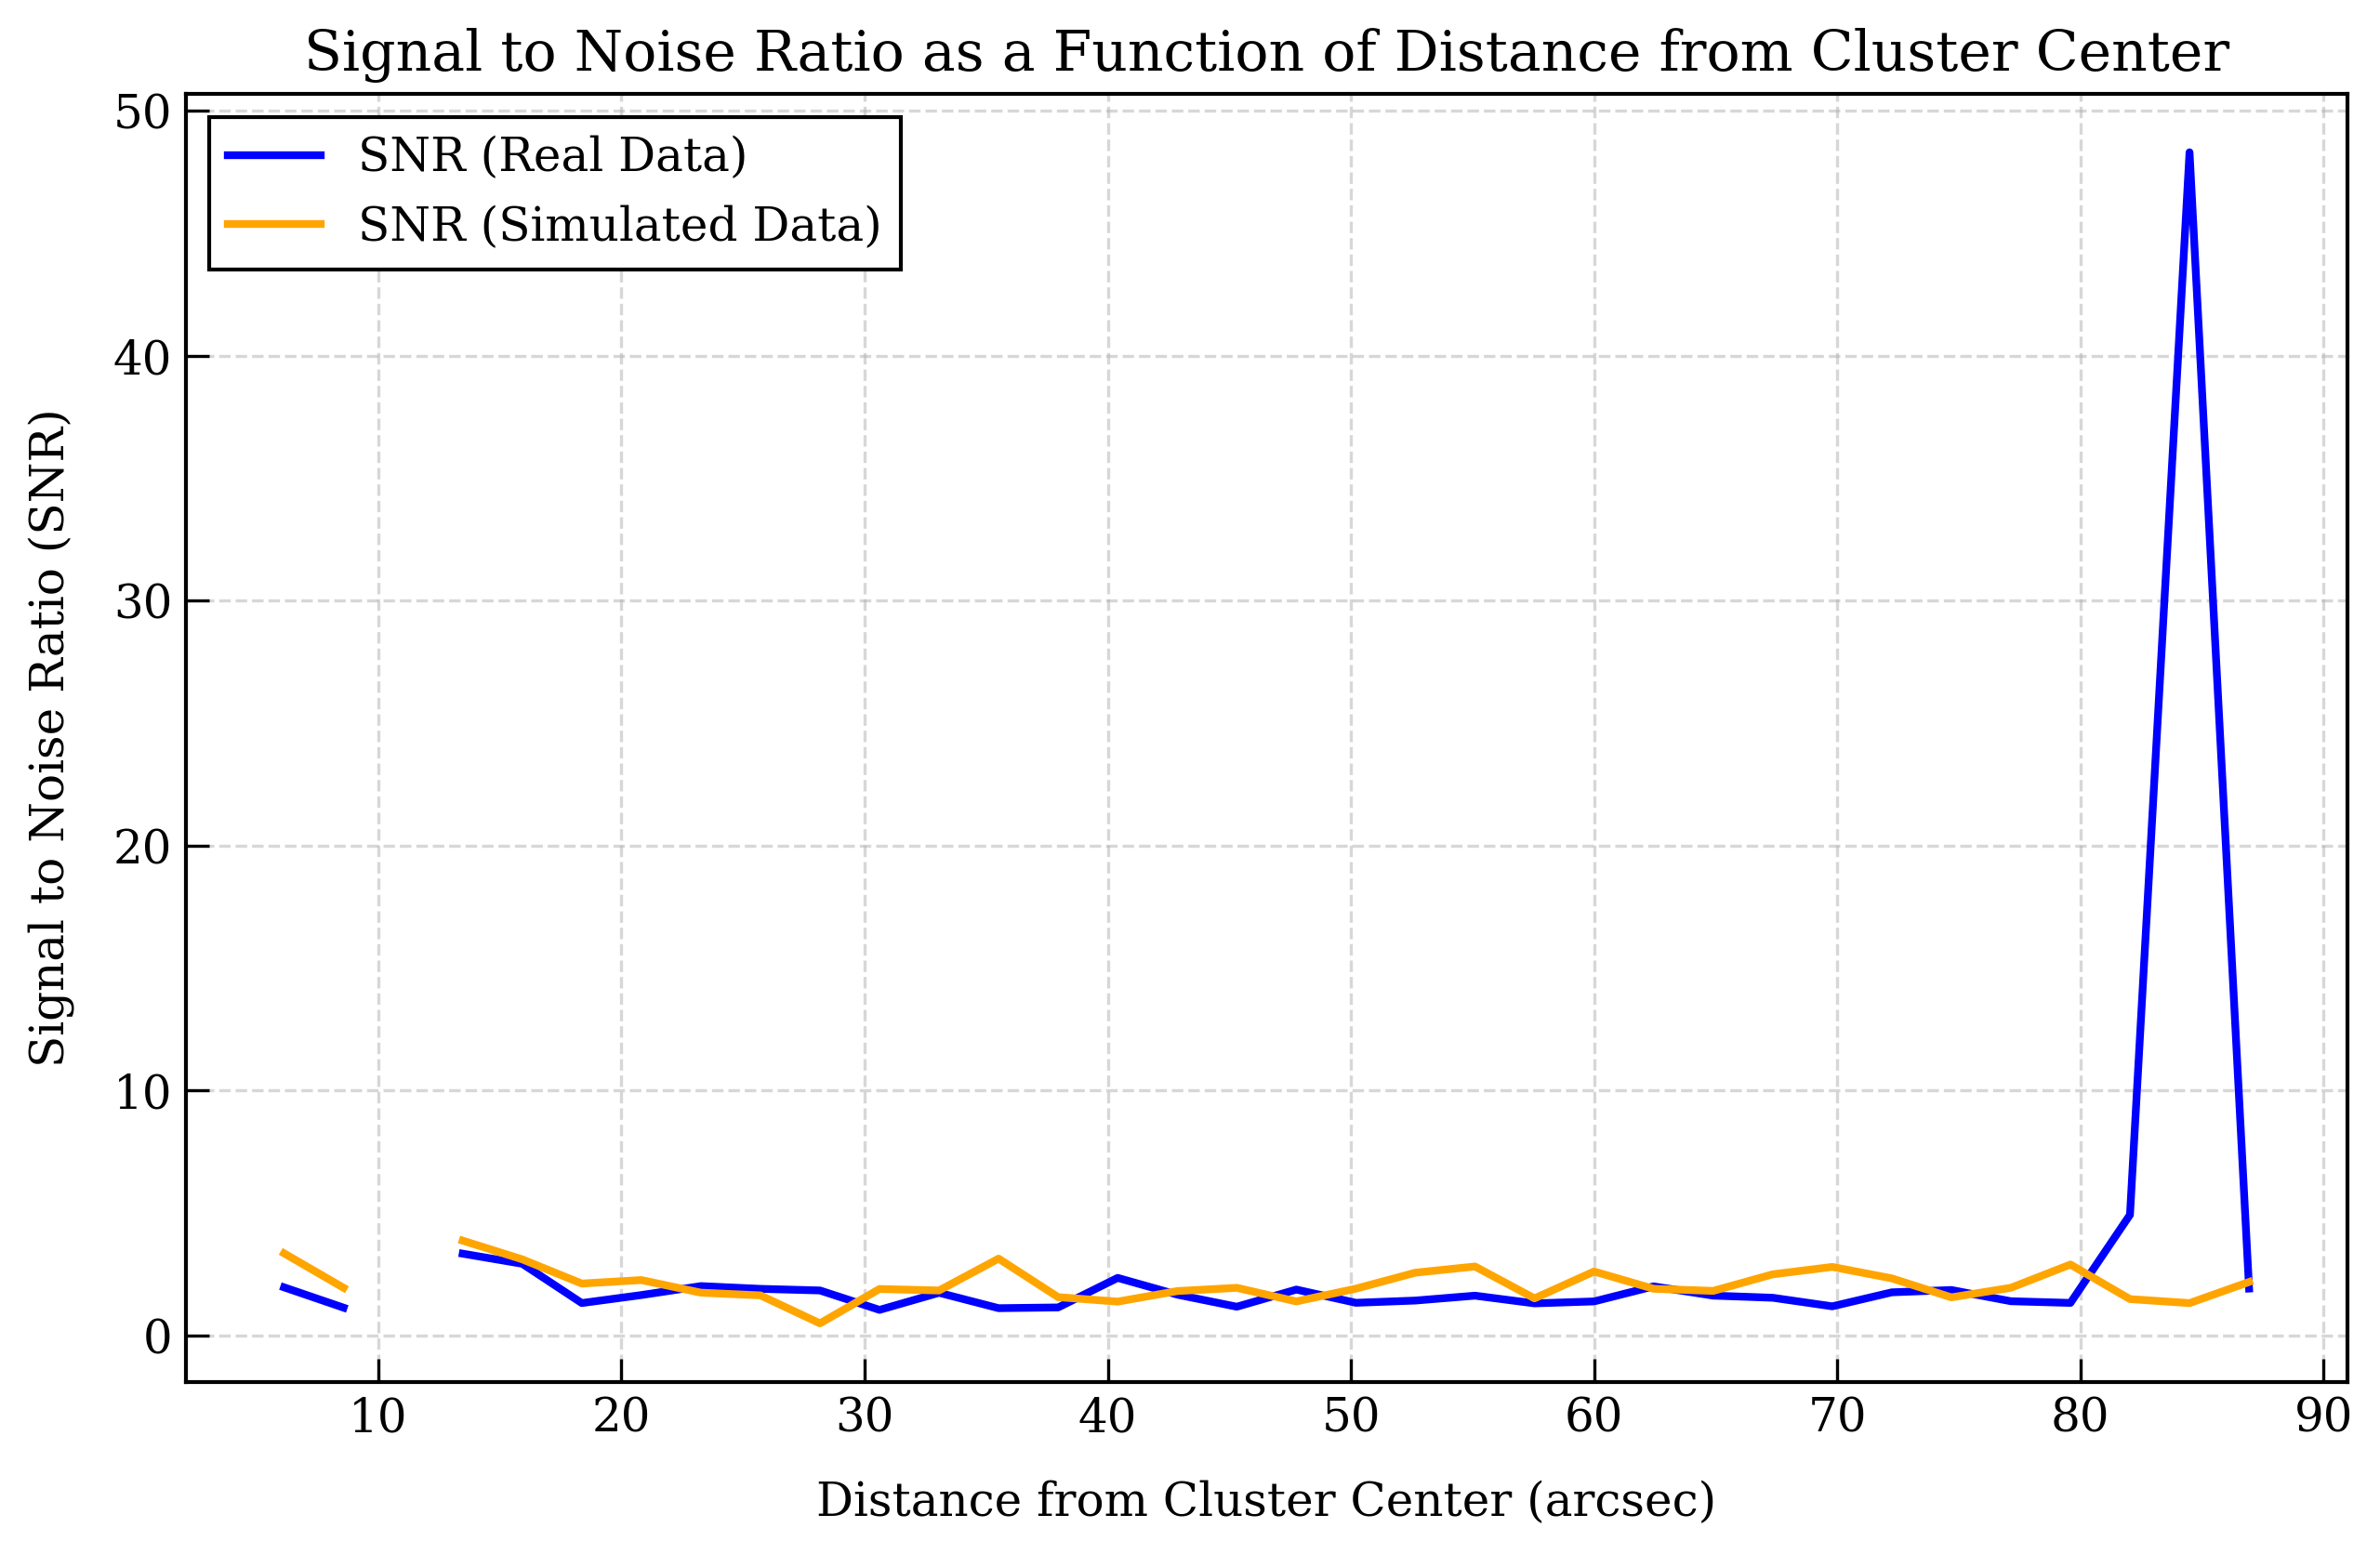 Signal to Noise Ratio as a Function of Distance from Cluster Center
SNR (Real Data)
SNR (Simulated Data)
Signal to Noise Ratio (SNR)
50
40
30
20
10
0
10 20 30 40 50 60 70 80 90
Distance from Cluster Center (arcsec)